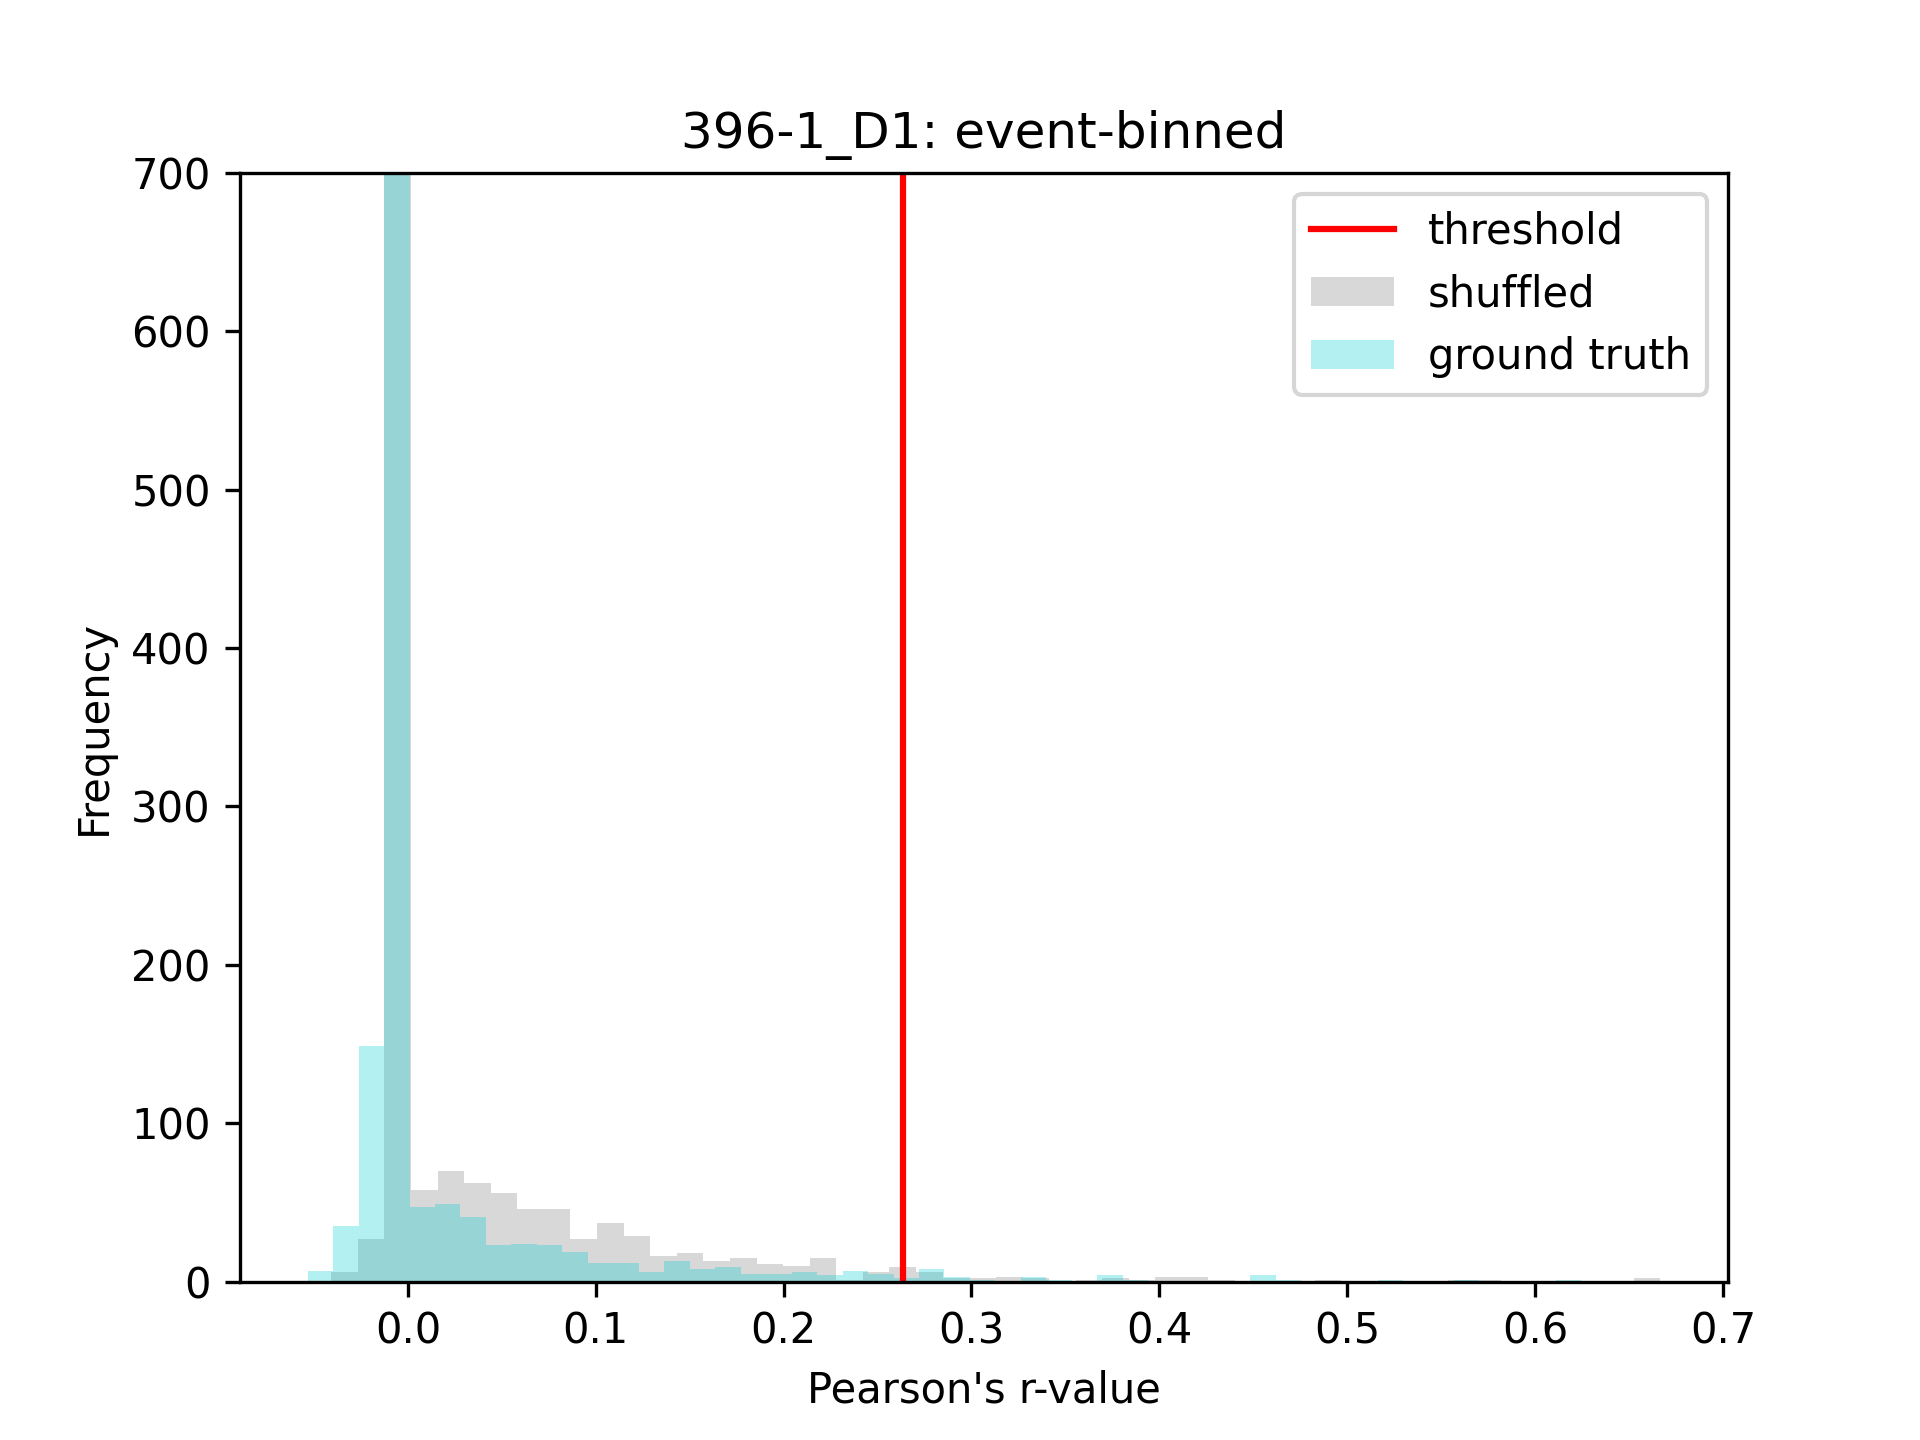 396-1_D1: event-binned
threshold
shuffled
ground truth
700
600
500
400
300
200
100
0
Frequency
0.0 0.1 0.2 0.3 0.4 0.5 0.6 0.7
Pearson's r-value